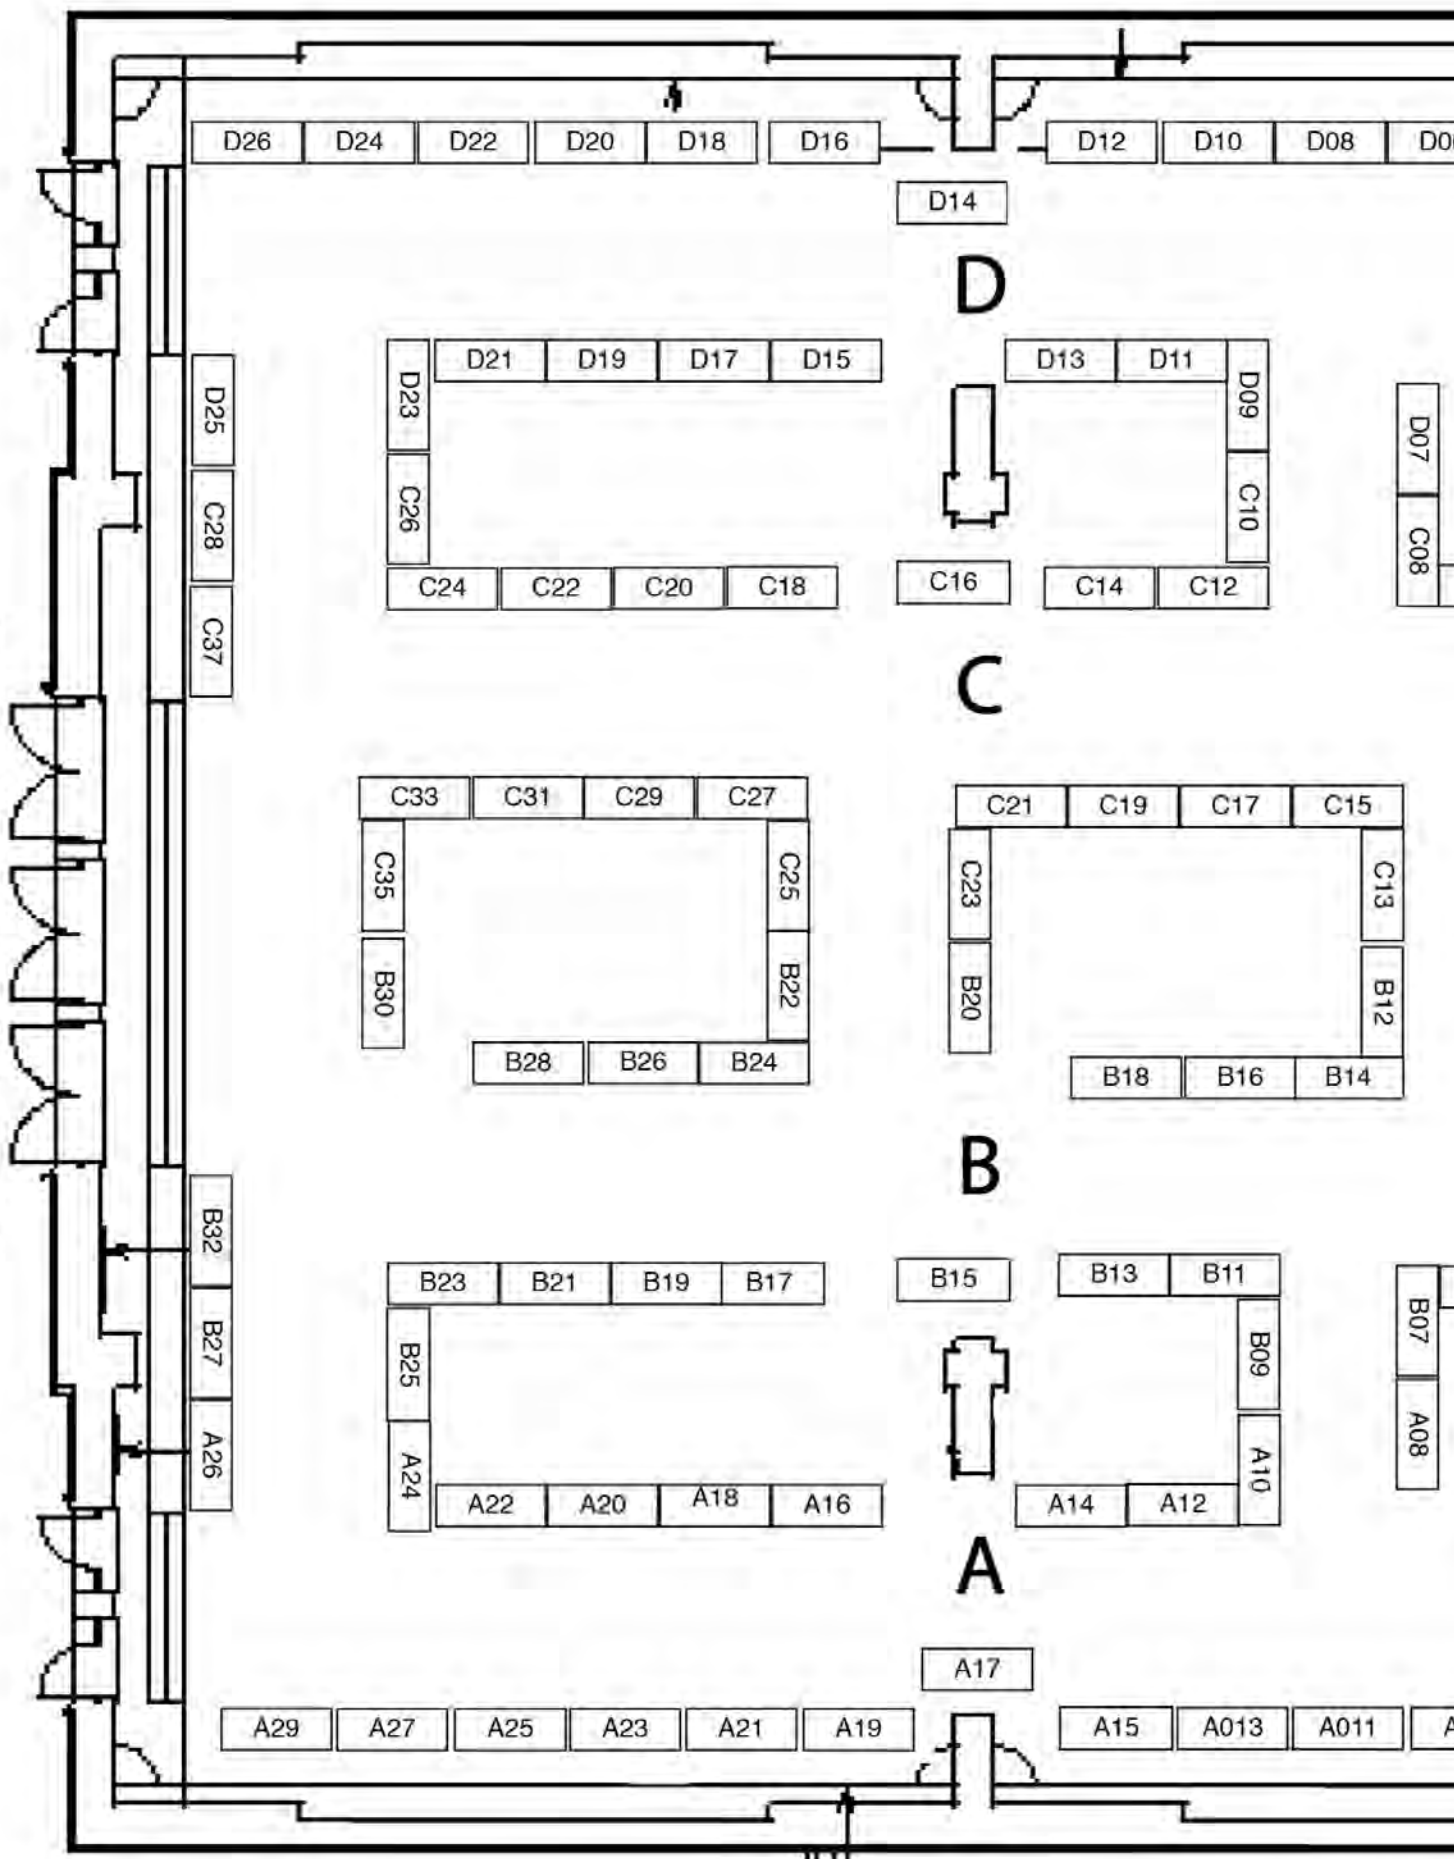 D26 D24 D22 D20 D18 D16 D12 D10 D08
D14
D
D21 D19 D17 D15 D13 D11
D25 D23 D09 D07
C28 C26 C10 C08
C24 C22 C20 C18 C16 C14 C12
C37
C
C33 C31 C29 C27 C21 C19 C17 C15
C35 C25 C23 C13
B30 B22 B20 B12
B28 B26 B24 B18 B16 B14
B
B32
B23 B21 B19 B17 B15 B13 B11
B27 B25 B09 B07
A26 A24 A10 A08
A22 A20 A18 A16 A14 A12
A
A17
A29 A27 A25 A23 A21 A19 A15 A013 A011